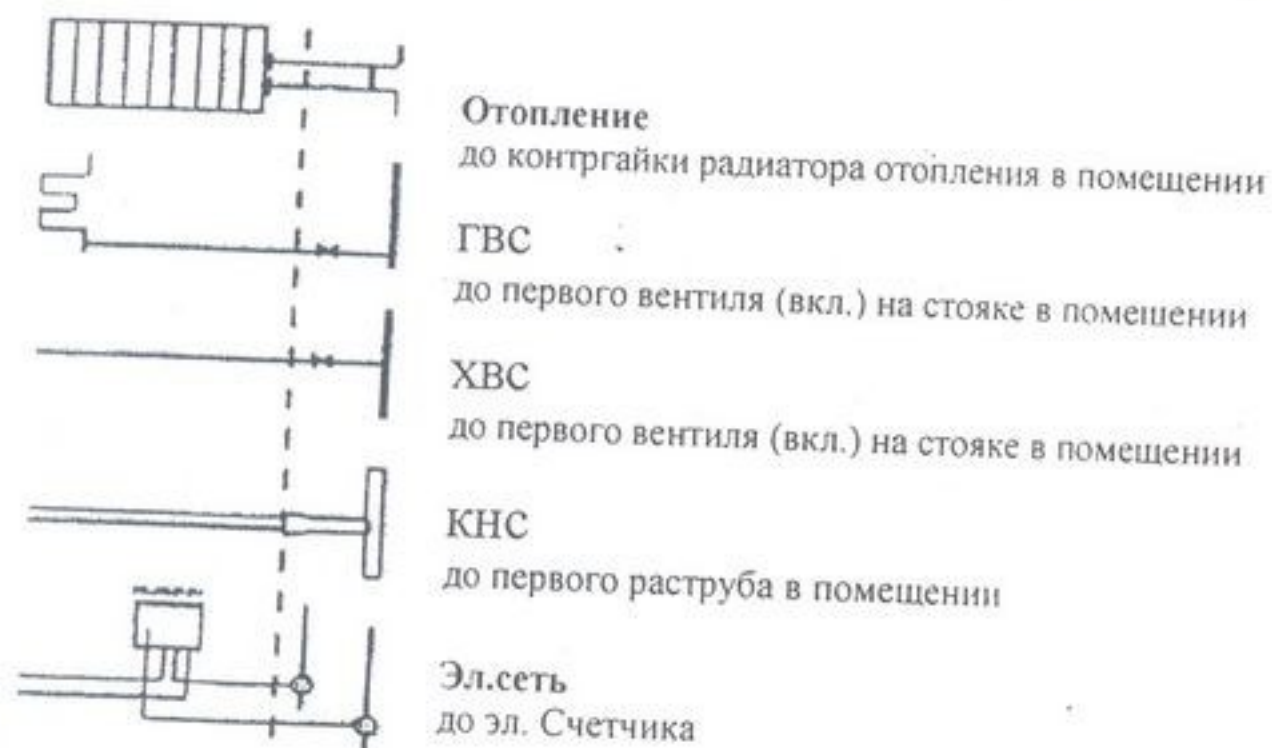 Отопление
до контргайки радиатора отопления в помещении
ГВС
до первого вентиля (вкл.) на стояке в помещении
ХВС
до первого вентиля (вкл.) на стояке в помещении
КНС
до первого раструба в помещении
Эл.сеть
до эл. Счетчика